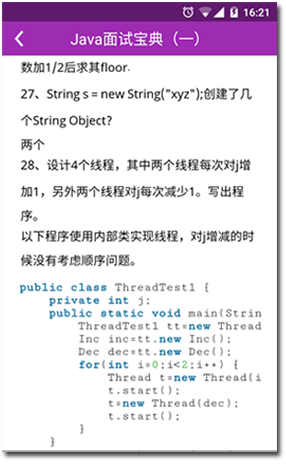 16:21
Java面试宝典（一）
数加1/2后求其floor.
27、String s = new String("xyz");创建了几
个String Object?
两个
28、设计4个线程，其中两个线程每次对j增
加1，另外两个线程对j每次减少1。写出程
序。
以下程序使用内部类实现线程，对j增减的时
候没有考虑顺序问题。
public class ThreadTest1 {
private int j;
public static void main(Strin
ThreadTest1 tt=new Thread
Inc inc=tt.new Inc();
Dec dec=tt.new Dec();
for(int i=0;i<2;i++) {
Thread t=new Thread(i
t.start();
t=new Thread(dec);
t.start();
}
}